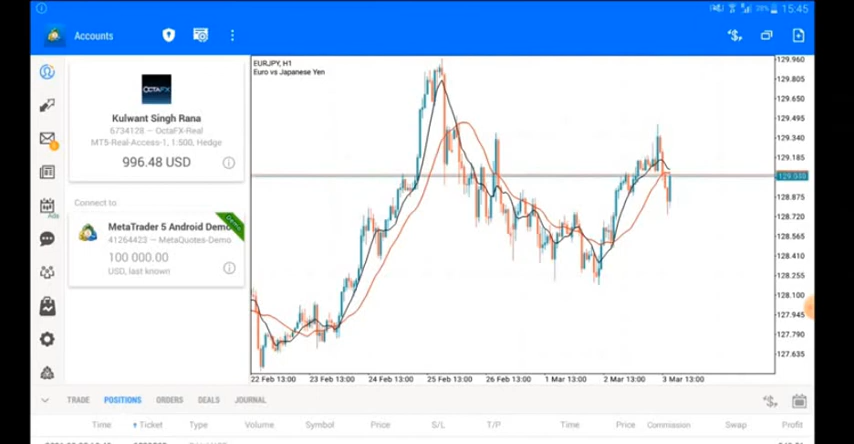 28% 15:45
Accounts
OCTAFX
Kulwant Singh Rana
6734128 — OctaFX-Real
MT5-Real-Access-1, 1:500, Hedge
996.48 USD
Connect to
MetaTrader 5 Android Demo
Demo
41264423 — MetaQuotes-Demo
100 000.00
USD, last known
Ads
EURJPY, H1
Euro vs Japanese Yen
129.960
129.805
129.650
129.495
129.340
129.185
128.875
128.720
128.565
128.410
128.255
128.100
127.945
127.790
127.635
22 Feb 13:00 23 Feb 13:00 24 Feb 13:00 25 Feb 13:00 26 Feb 13:00 1 Mar 13:00 2 Mar 13:00 3 Mar 13:00
TRADE POSITIONS ORDERS DEALS JOURNAL
Time Ticket Type Volume Symbol Price S/L T/P Time Price Commission Swap Profit